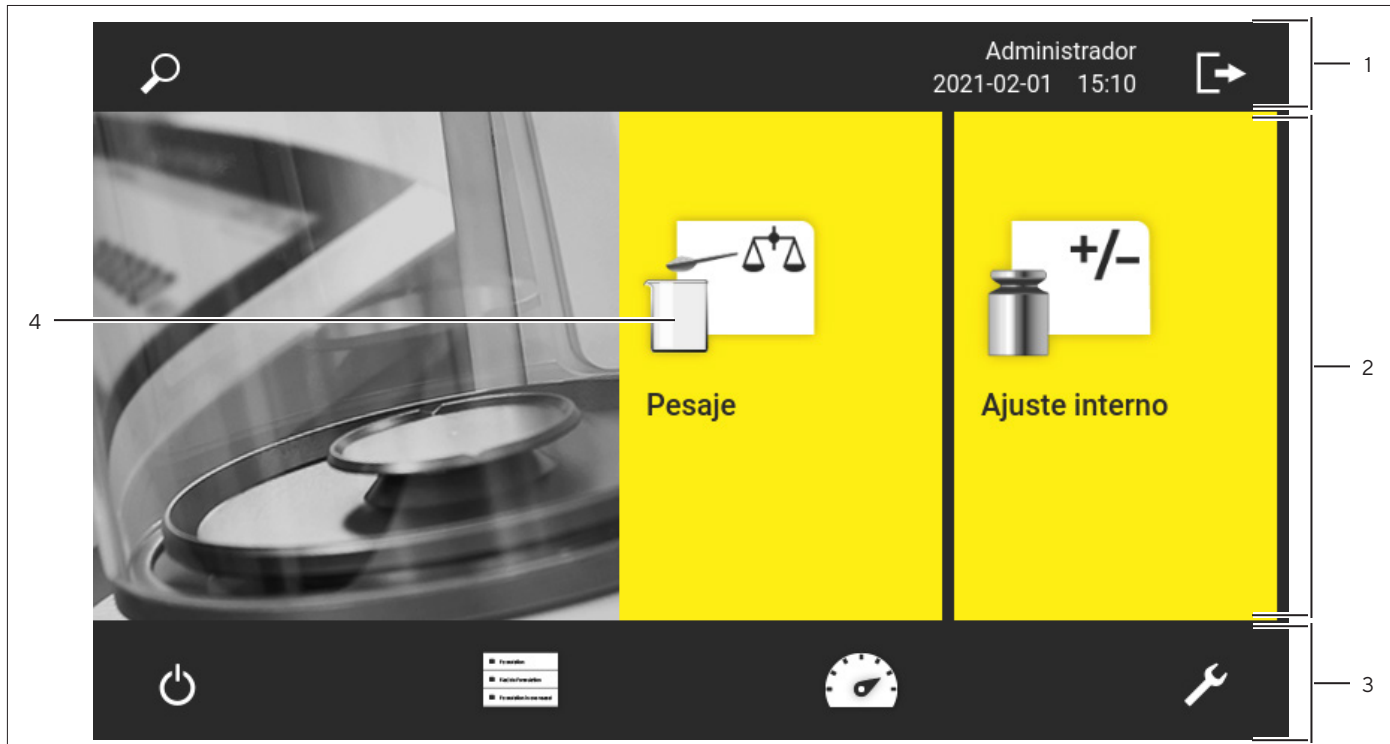 Administrador
2021-02-01 15:10
1
2
+/-
4
Pesaje
Ajuste interno
3